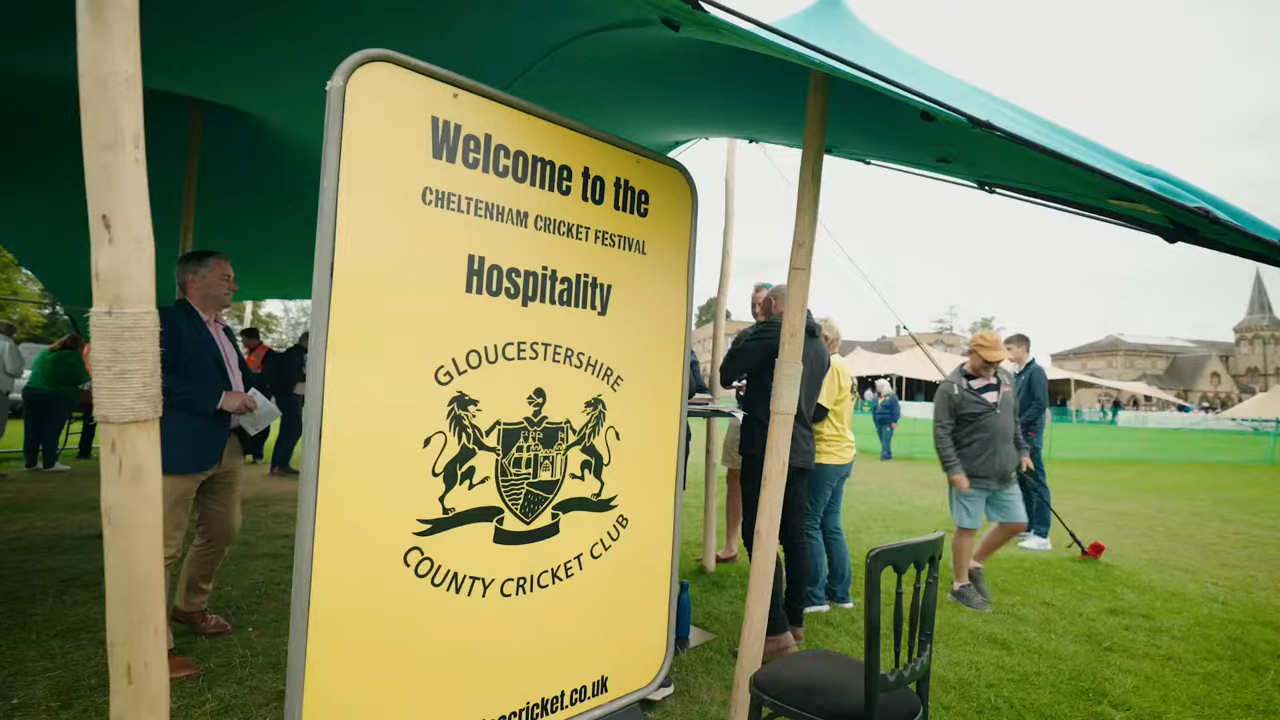 Welcome to the
CHELTENHAM CRICKET FESTIVAL
Hospitality
GLOUCESTERSHIRE
COUNTY CRICKET CLUB